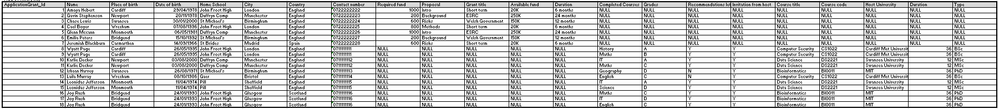 ApplicationGrant_Id Name Place of birth Date of birth Home School City Country Contact number Required fund Proposal Grant title Available fund Duration Completed Courses Grades Recommendations let Invitation from host Course title Course code Host University Duration Type
1 Amaya Hebert Cardiff 29/04/1978 John Frost High London England 0722222222 1000 Intro Short term 20K 6 months NULL NULL NULL NULL NULL NULL NULL NULL NULL
2 Gavin Stephenson Newport 20/11/1978 Duffryn Comp Manchester England 0722222223 200 Background ESRC 250K 24 months NULL NULL NULL NULL NULL NULL NULL NULL NULL
3 Chase Lewis Swansea 30/01/2000 St Michael's Birmingham England 0722222224 600 Risks Welsh Government 150K 12 months NULL NULL NULL NULL NULL NULL NULL NULL NULL
4 Cael Boyer Wrexham 07/08/1996 John Frost High London England 0722222225 800 Methods Short term 20K 6 months NULL NULL NULL NULL NULL NULL NULL NULL NULL
5 Glenn Mccann Monmouth 06/05/1981 Duffryn Comp Manchester England 0722222226 1000 Intro ESRC 250K 24 months NULL NULL NULL NULL NULL NULL NULL NULL NULL
6 Emilia Peters Bridgend 15/10/1992 St Michael's Birmingham England 0722222227 200 Background Welsh Government 150K 12 months NULL NULL NULL NULL NULL NULL NULL NULL NULL
7 Jeremiah Blackburn Carmarthen 14/09/1966 St Brides Madrid Spain 0722222228 600 Risks Short term 20K 6 months NULL NULL NULL NULL NULL NULL NULL NULL NULL
8 Wyatt Page Cardiff 26/05/1995 John Frost High London England 0711111111 NULL NULL NULL NULL NULL History A Y Y Computer Security CS1022 Cardiff Met Universit 36 BSc
9 Wyatt Page Cardiff 26/05/1995 John Frost High London England 0711111111 NULL NULL NULL NULL NULL Maths B Y Y Computer Security CS1022 Cardiff Met Universit 36 BSc
10 Karlie Decker Newport 03/08/2000 Duffryn Comp Manchester England 0711111112 NULL NULL NULL NULL NULL IT A Y Y Data Science DS2221 Swansea University 12 MSc
11 Karlie Decker Newport 03/08/2000 Duffryn Comp Manchester England 0711111112 NULL NULL NULL NULL NULL Maths C Y Y Data Science DS2221 Swansea University 12 MSc
12 Ishaan Harvey Swansea 26/08/1971 St Michael's Birmingham England 0711111113 NULL NULL NULL NULL NULL Geography D N Y Bioinformatics BI0011 MIT 36 PhD
13 Laila Murray Wrexham 08/10/1986 Gaer Bristol England 0711111114 NULL NULL NULL NULL NULL English C N Y Computer Security CS1022 Cardiff Met Universit 36 BSc
14 Leonidas Jefferson Monmouth 11/04/1974 Pill Sheffield England 0711111115 NULL NULL NULL NULL NULL IT A Y Y Data Science DS2221 Swansea University 12 MSc
15 Leonidas Jefferson Monmouth 11/04/1974 Pill Sheffield England 0711111115 NULL NULL NULL NULL NULL Science D Y Y Data Science DS2221 Swansea University 12 MSc
16 Joy Rush Bridgend 24/01/1993 John Frost High Glasgow Scotland 0711111116 NULL NULL NULL NULL NULL Maths C Y Y Bioinformatics BI0011 MIT 36 PhD
17 Joy Rush Bridgend 24/01/1993 John Frost High Glasgow Scotland 0711111116 NULL NULL NULL NULL NULL IT D Y Y Bioinformatics BI0011 MIT 36 PhD
18 Joy Rush Bridgend 24/01/1993 John Frost High Glasgow Scotland 0711111116 NULL NULL NULL NULL NULL English C Y Y Bioinformatics BI0011 MIT 36 PhD